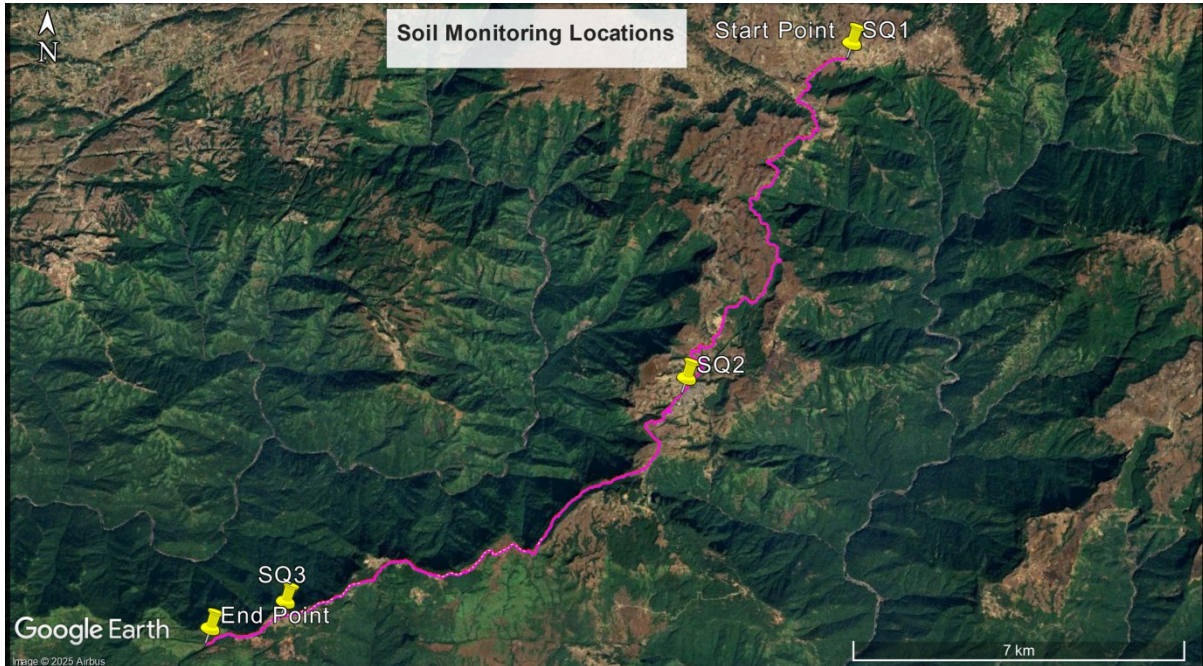 N
Soil Monitoring Locations
Start Point
SQ1
SQ2
SQ3
End Point
Google Earth
7 km
Image © 2025 Airbus